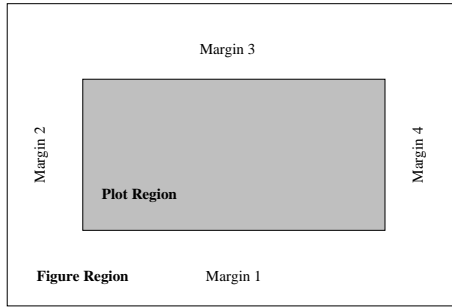 Margin 3
Margin 2
Margin 4
Plot Region
Figure Region
Margin 1